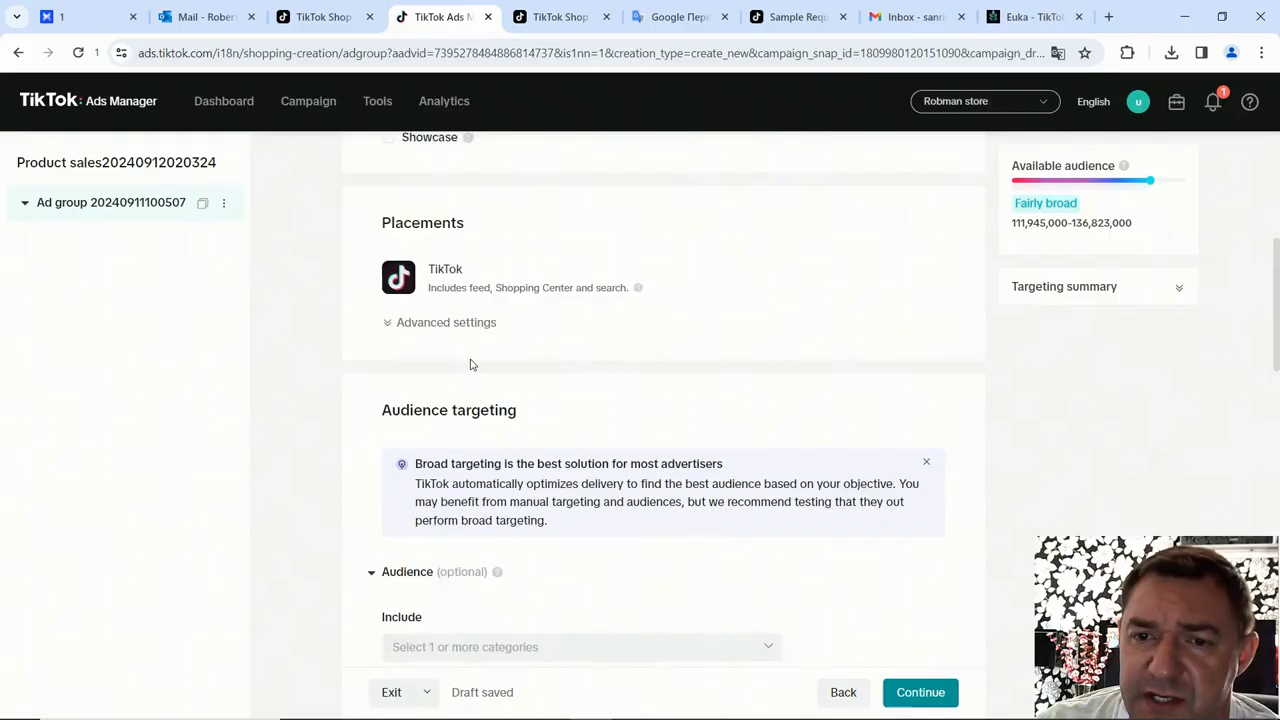 1
Mail - Rober
TikTok Shop
TikTok Ads M
TikTok Shop
Google Пере
Sample Requ
Inbox - sanri
Euka - TikTo
1
ads.tiktok.com/i18n/shopping-creation/adgroup?aadvid=7395278484868814737&is1nn=1&creation_type=create_new&campaign_snap_id=1809980120151090&campaign_dr...
TikTok: Ads Manager
Dashboard
Campaign
Tools
Analytics
Robman store
English
u
1
Product sales20240912020324
Ad group 20240911100507
Showcase
Placements
TikTok
Includes feed, Shopping Center and search.
Advanced settings
Audience targeting
Broad targeting is the best solution for most advertisers
TikTok automatically optimizes delivery to find the best audience based on your objective. You
may benefit from manual targeting and audiences, but we recommend testing that they out
perform broad targeting.
Audience (optional)
Include
Select 1 or more categories
Exit
Draft saved
Back
Continue
Available audience
Fairly broad
111,945,000-136,823,000
Targeting summary